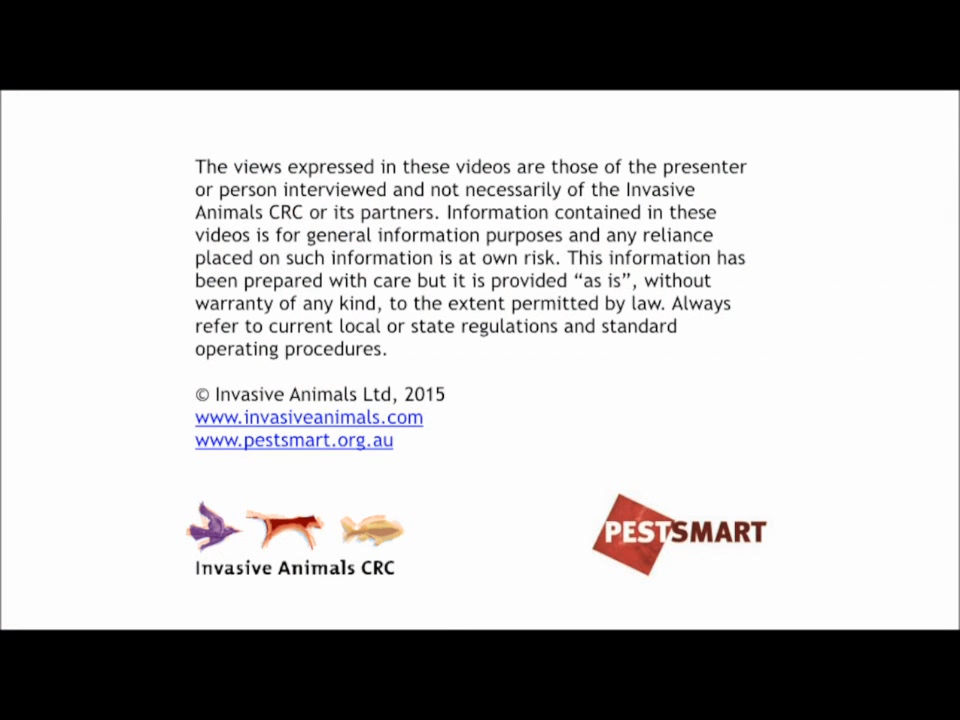 The views expressed in these videos are those of the presenter
or person interviewed and not necessarily of the Invasive
Animals CRC or its partners. Information contained in these
videos is for general information purposes and any reliance
placed on such information is at own risk. This information has
been prepared with care but it is provided “as is”, without
warranty of any kind, to the extent permitted by law. Always
refer to current local or state regulations and standard
operating procedures.
© Invasive Animals Ltd, 2015
www.invasiveanimals.com
www.pestsmart.org.au
PESTSMART
Invasive Animals CRC